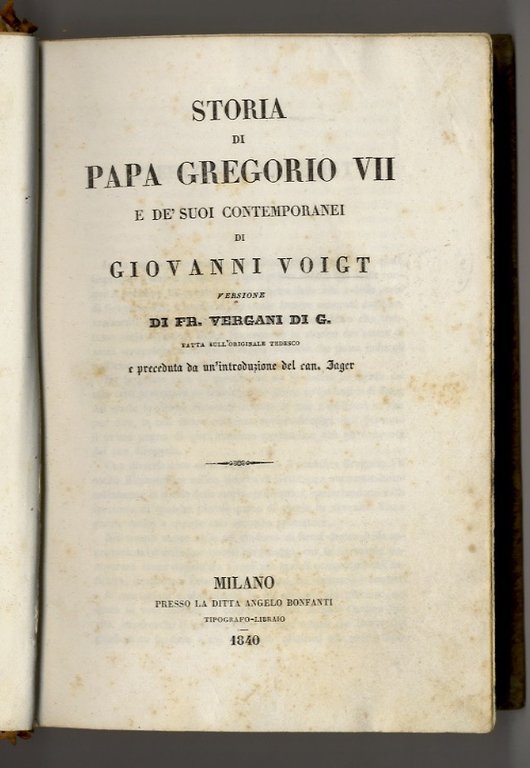 STORIA
DI
PAPA GREGORIO VII
E DE' SUOI CONTEMPORANEI
DI
GIOVANNI VOIGT
VERSIONE
DI FR. VERGANI DI G.
FATTA SULL'ORIGINALE TEDESCO
e preceduta da un'introduzione del can. Jager
MILANO
PRESSO LA DITTA ANGELO BONFANTI
TIPOGRAFO-LIBRAIO
1840